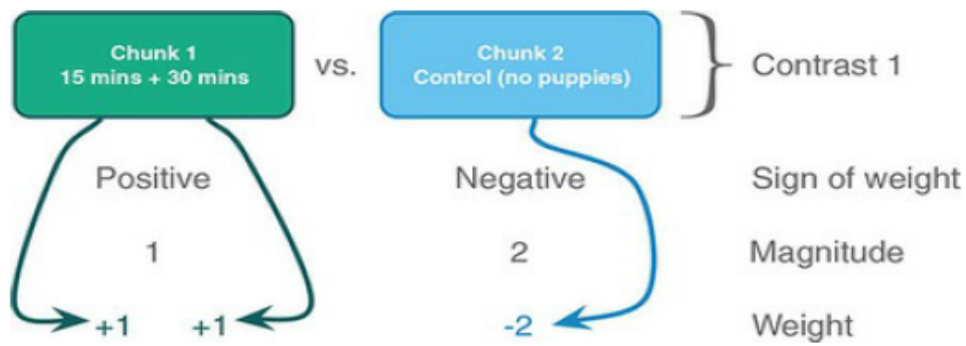 Chunk 1
15 mins + 30 mins
vs.
Chunk 2
Control (no puppies)
Contrast 1
Positive
Negative
Sign of weight
1
2
Magnitude
+1
+1
-2
Weight